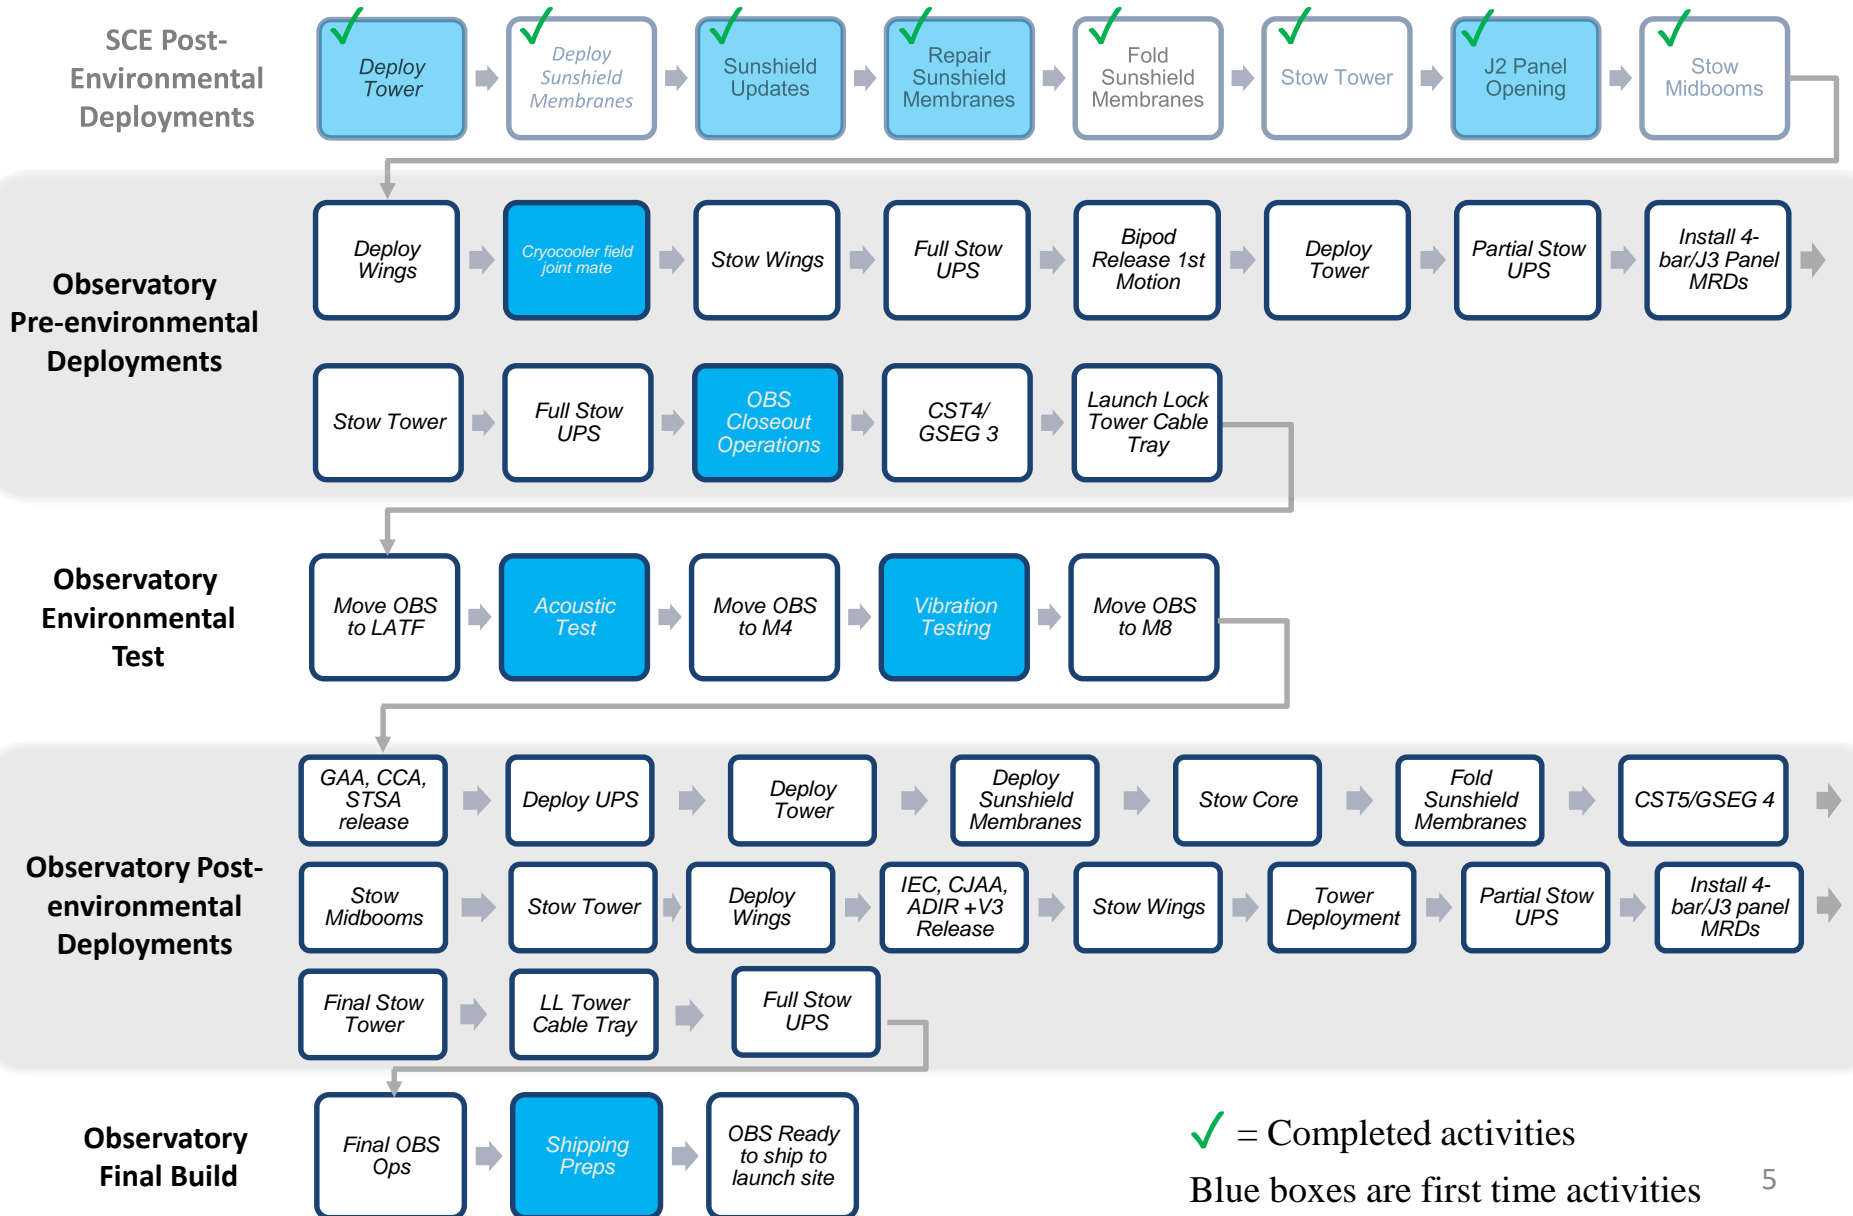 SCE Post-
Environmental
Deployments
Deploy
Tower
Deploy
Sunshield
Membranes
Sunshield
Updates
Repair
Sunshield
Membranes
Fold
Sunshield
Membranes
Stow Tower
J2 Panel
Opening
Stow
Midbooms
Observatory
Pre-environmental
Deployments
Deploy
Wings
Cryocooler field
joint mate
Stow Wings
Full Stow
UPS
Bipod
Release 1st
Motion
Deploy
Tower
Partial Stow
UPS
Install 4-
bar/J3 Panel
MRDs
Stow Tower
Full Stow
UPS
OBS
Closeout
Operations
CST4/
GSEG 3
Launch Lock
Tower Cable
Tray
Observatory
Environmental
Test
Move OBS
to LATF
Acoustic
Test
Move OBS
to M4
Vibration
Testing
Move OBS
to M8
Observatory Post-
environmental
Deployments
GAA, CCA,
STSA
release
Deploy UPS
Deploy
Tower
Deploy
Sunshield
Membranes
Stow Core
Fold
Sunshield
Membranes
CST5/GSEG 4
Stow
Midbooms
Stow Tower
Deploy
Wings
IEC, CJAA,
ADIR +V3
Release
Stow Wings
Tower
Deployment
Partial Stow
UPS
Install 4-
bar/J3 panel
MRDs
Final Stow
Tower
LL Tower
Cable Tray
Full Stow
UPS
Observatory
Final Build
Final OBS
Ops
Shipping
Preps
OBS Ready
to ship to
launch site
✓ = Completed activities
Blue boxes are first time activities
5